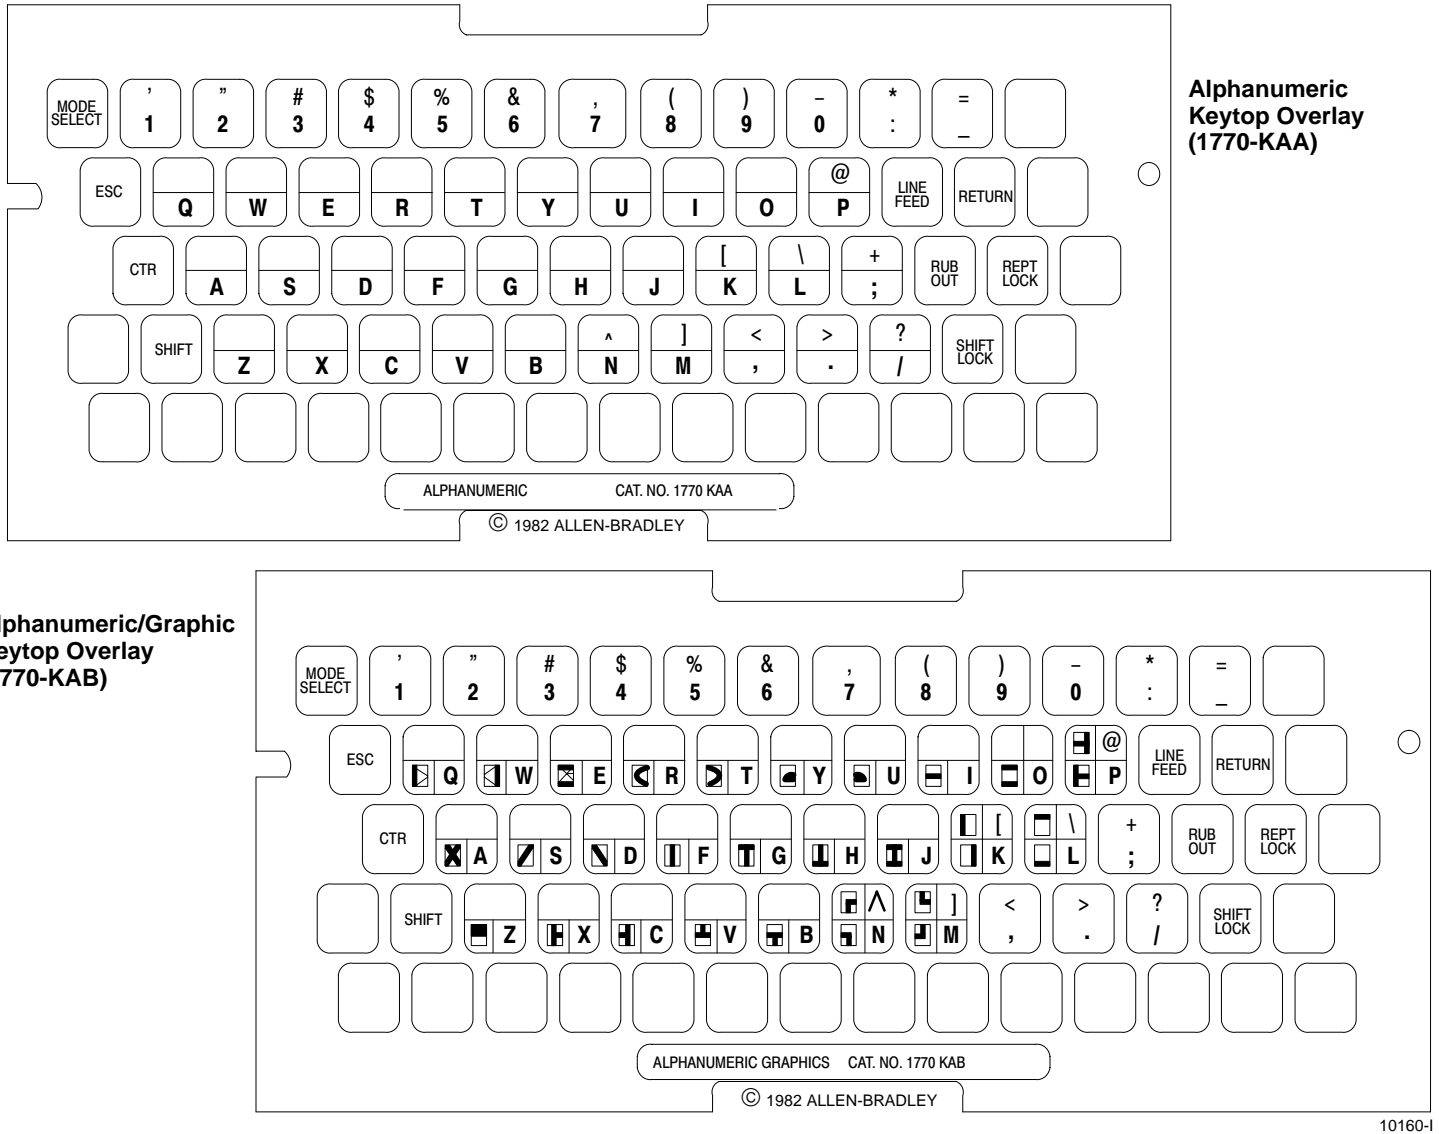 Alphanumeric
Keytop Overlay
(1770-KAA)
MODE SELECT ' 1 " 2 # 3 $ 4 % 5 & 6 , 7 ( 8 ) 9 – 0 * : = _
ESC Q W E R T Y U I O @ P LINE FEED RETURN
CTR A S D F G H J [ K \ L + ; RUB OUT REPT LOCK
SHIFT Z X C V B ^ N ] M < , > . ? / SHIFT LOCK
ALPHANUMERIC CAT. NO. 1770 KAA
© 1982 ALLEN-BRADLEY
lphanumeric/Graphic
eytop Overlay
770-KAB)
MODE SELECT ' 1 " 2 # 3 $ 4 % 5 & 6 , 7 ( 8 ) 9 – 0 * : = _
ESC Q W E R T Y U I O @ P LINE FEED RETURN
CTR A S D F G H J [ K \ L + ; RUB OUT REPT LOCK
SHIFT Z X C V B ^ N ] M < , > . ? / SHIFT LOCK
ALPHANUMERIC GRAPHICS CAT. NO. 1770 KAB
© 1982 ALLEN-BRADLEY
10160-I